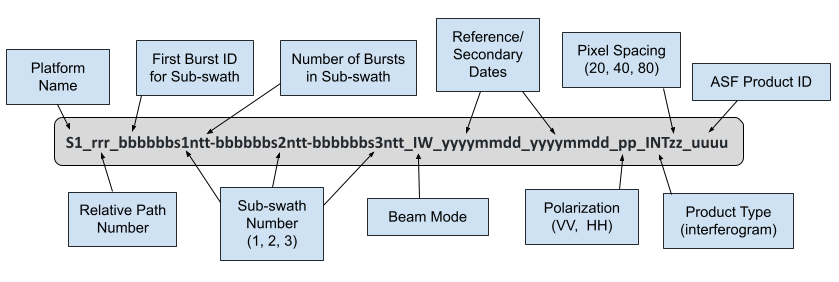 Platform
Name
First Burst ID
for Sub-swath
Number of Bursts
in Sub-swath
Reference/
Secondary
Dates
Pixel Spacing
(20, 40, 80)
ASF Product ID
S1_rrr_bbbbbbs1ntt-bbbbbbs2ntt-bbbbbbs3ntt_IW_yyyymmdd_yyyymmdd_pp_INTzz_uuuu
Relative Path
Number
Sub-swath
Number
(1, 2, 3)
Beam Mode
Polarization
(VV, HH)
Product Type
(interferogram)